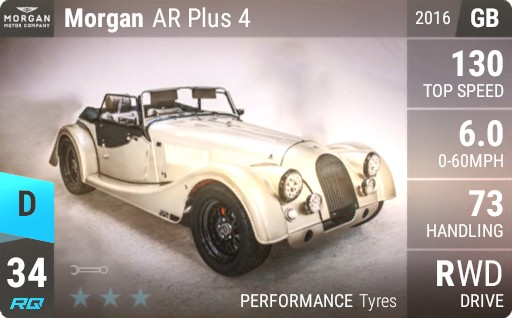 MORGAN
MOTOR COMPANY
Morgan AR Plus 4
2016 GB
130
TOP SPEED
6.0
0-60MPH
73
HANDLING
RWD
DRIVE
D
34
RQ
PERFORMANCE Tyres